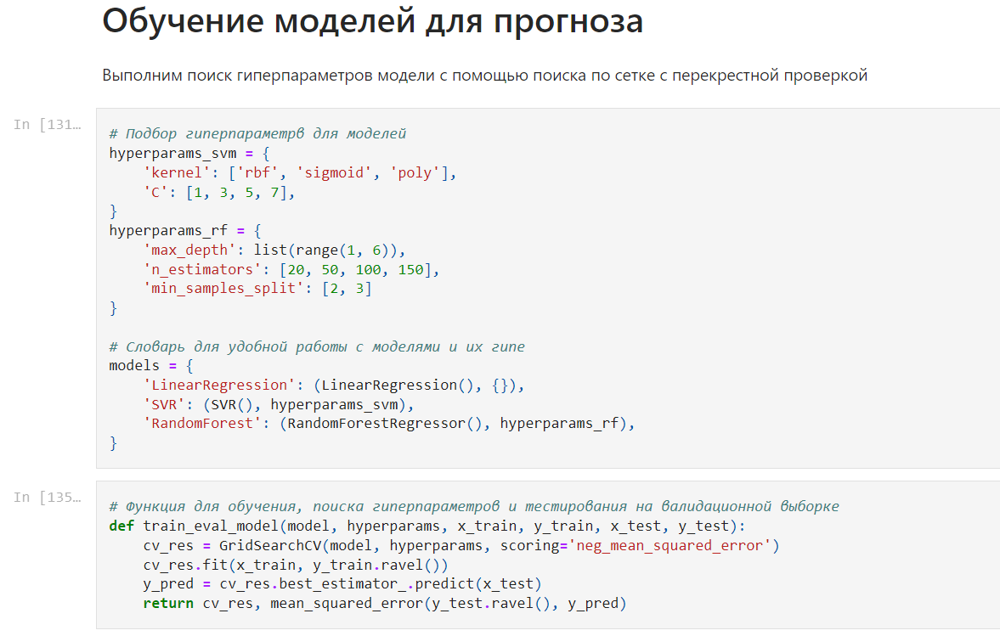 Обучение моделей для прогноза
Выполним поиск гиперпараметров модели с помощью поиска по сетке с перекрестной проверкой
In [131…
# Подбор гиперпараметрв для моделей
hyperparams_svm = {
    'kernel': ['rbf', 'sigmoid', 'poly'],
    'C': [1, 3, 5, 7],
}
hyperparams_rf = {
    'max_depth': list(range(1, 6)),
    'n_estimators': [20, 50, 100, 150],
    'min_samples_split': [2, 3]
}
# Словарь для удобной работы с моделями и их гипе
models = {
    'LinearRegression': (LinearRegression(), {}),
    'SVR': (SVR(), hyperparams_svm),
    'RandomForest': (RandomForestRegressor(), hyperparams_rf),
}
In [135…
# Функция для обучения, поиска гиперпараметров и тестирования на валидационной выборке
def train_eval_model(model, hyperparams, x_train, y_train, x_test, y_test):
    cv_res = GridSearchCV(model, hyperparams, scoring='neg_mean_squared_error')
    cv_res.fit(x_train, y_train.ravel())
    y_pred = cv_res.best_estimator_.predict(x_test)
    return cv_res, mean_squared_error(y_test.ravel(), y_pred)